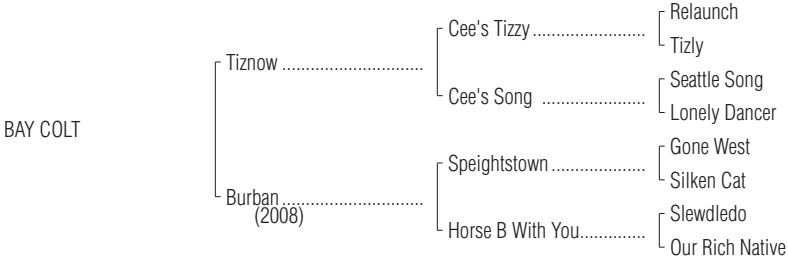 Relaunch
Cee's Tizzy ........................
Tizly
Tiznow ..............................
Seattle Song
Cee's Song ......................
Lonely Dancer
BAY COLT
Gone West
Speightstown ....................
Silken Cat
Burban ..............................
(2008)
Slewdledo
Horse B With You..............
Our Rich Native